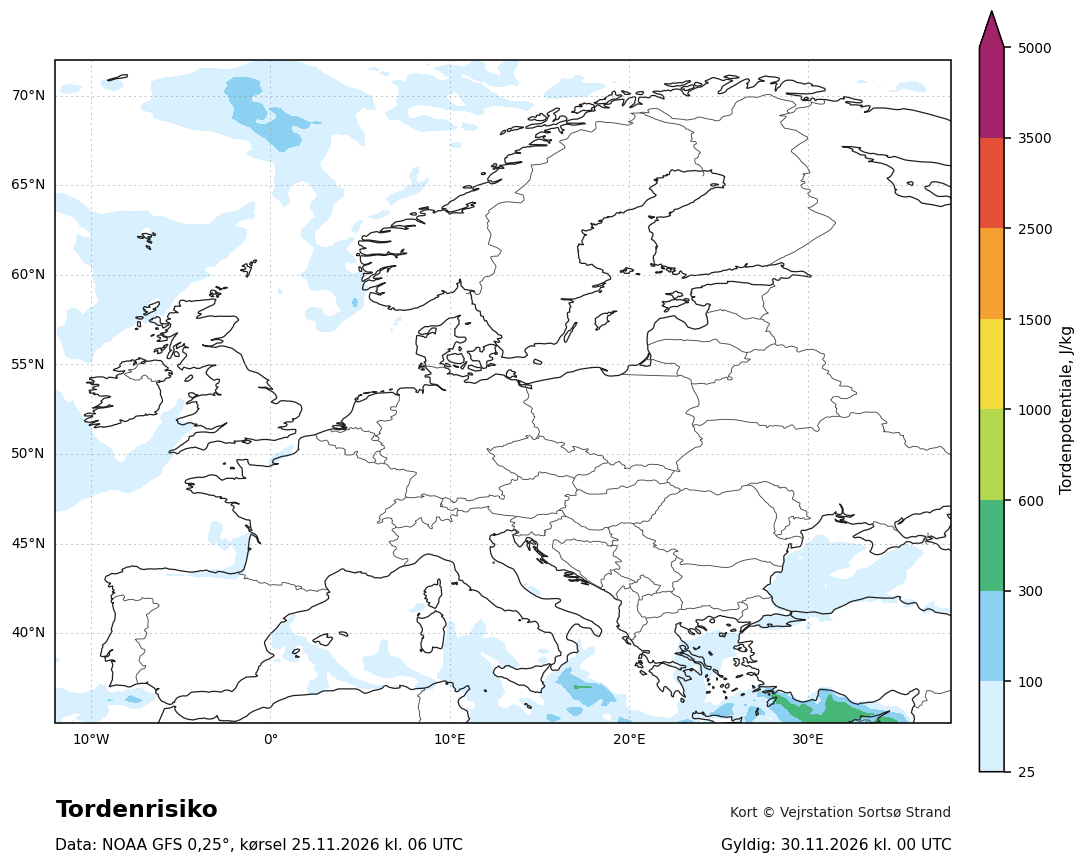 5000
3500
2500
1500
1000
600
300
100
25
Tordenpotentiale, J/kg
70°N
65°N
60°N
55°N
50°N
45°N
40°N
10°W
0°
10°E
20°E
30°E
Tordenrisiko
Kort © Vejrstation Sortsø Strand
Data: NOAA GFS 0,25°, kørsel 25.11.2026 kl. 06 UTC
Gyldig: 30.11.2026 kl. 00 UTC